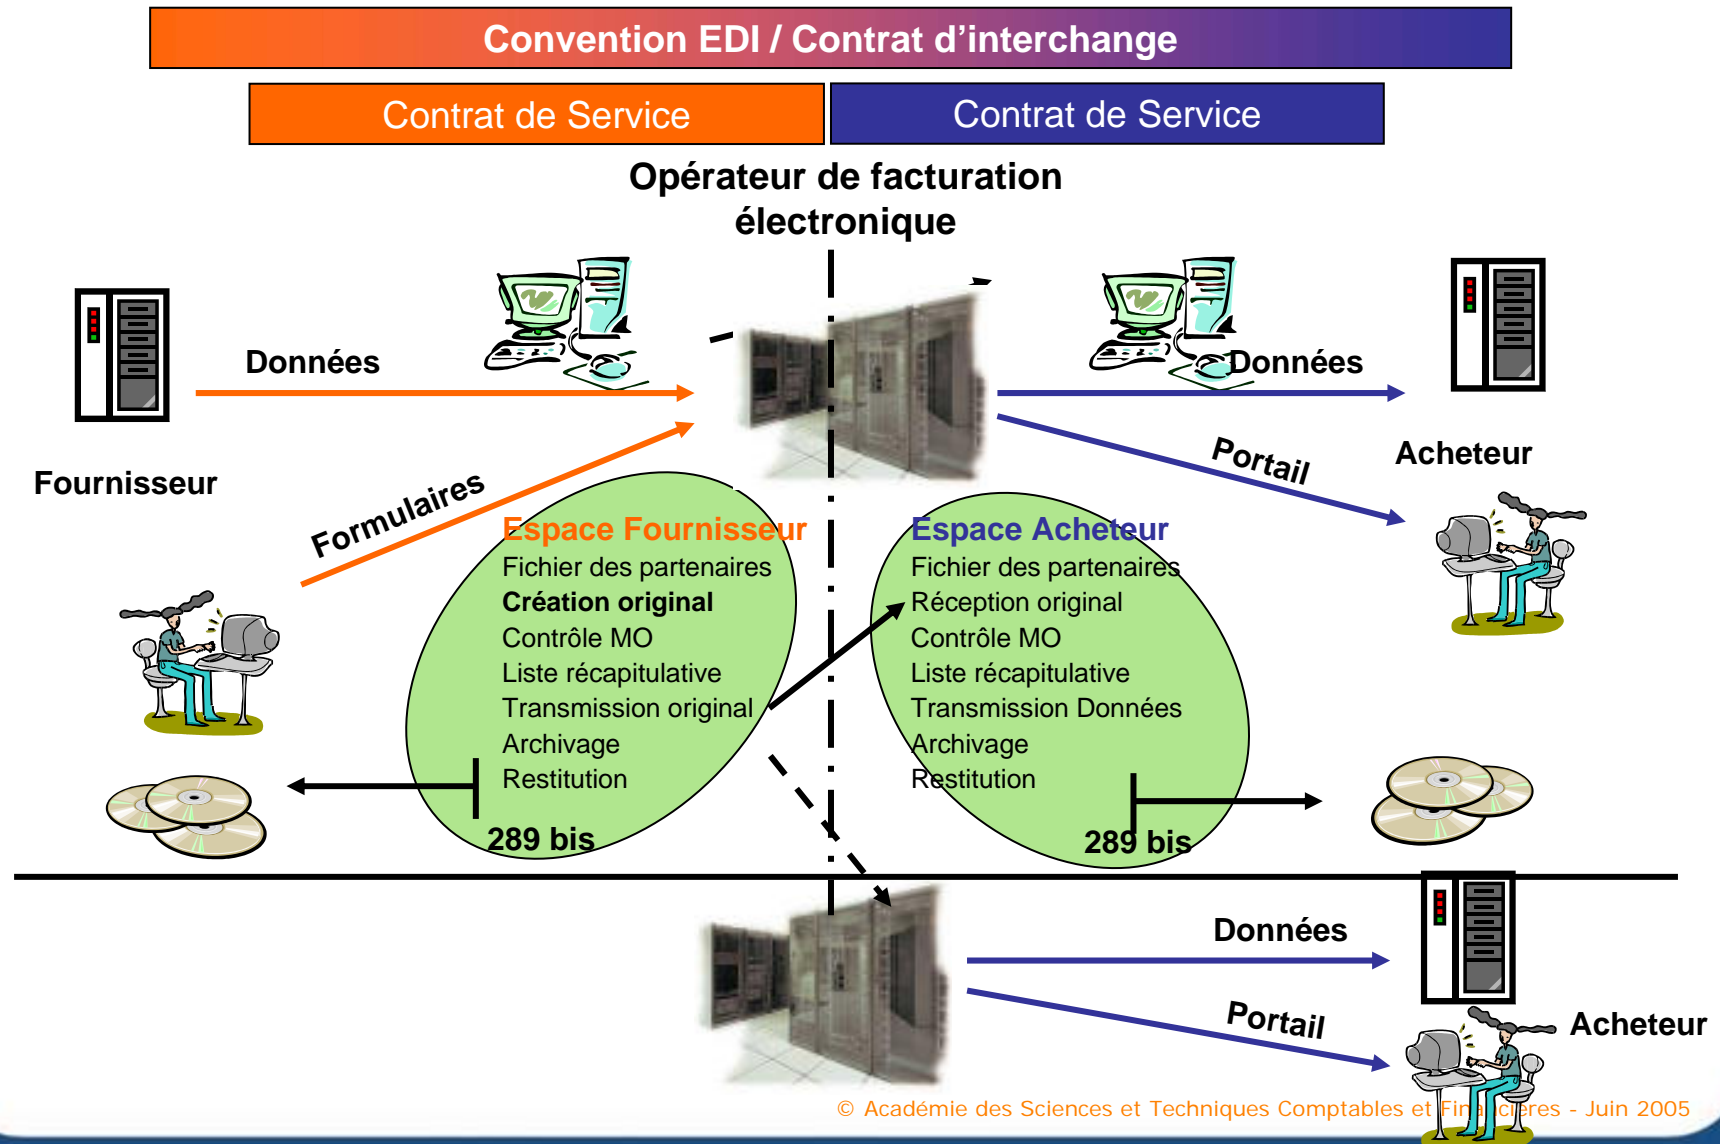 Convention EDI / Contrat d'interchange
Contrat de Service
Contrat de Service
Opérateur de facturation
électronique
Données
Données
Fournisseur
Formulaires
Portail
Acheteur
Espace Fournisseur
Fichier des partenaires
Création original
Contrôle MO
Liste récapitulative
Transmission original
Archivage
Restitution
289 bis
Espace Acheteur
Fichier des partenaires
Réception original
Contrôle MO
Liste récapitulative
Transmission Données
Archivage
Restitution
289 bis
Données
Portail
Acheteur
© Académie des Sciences et Techniques Comptables et Financières - Juin 2005